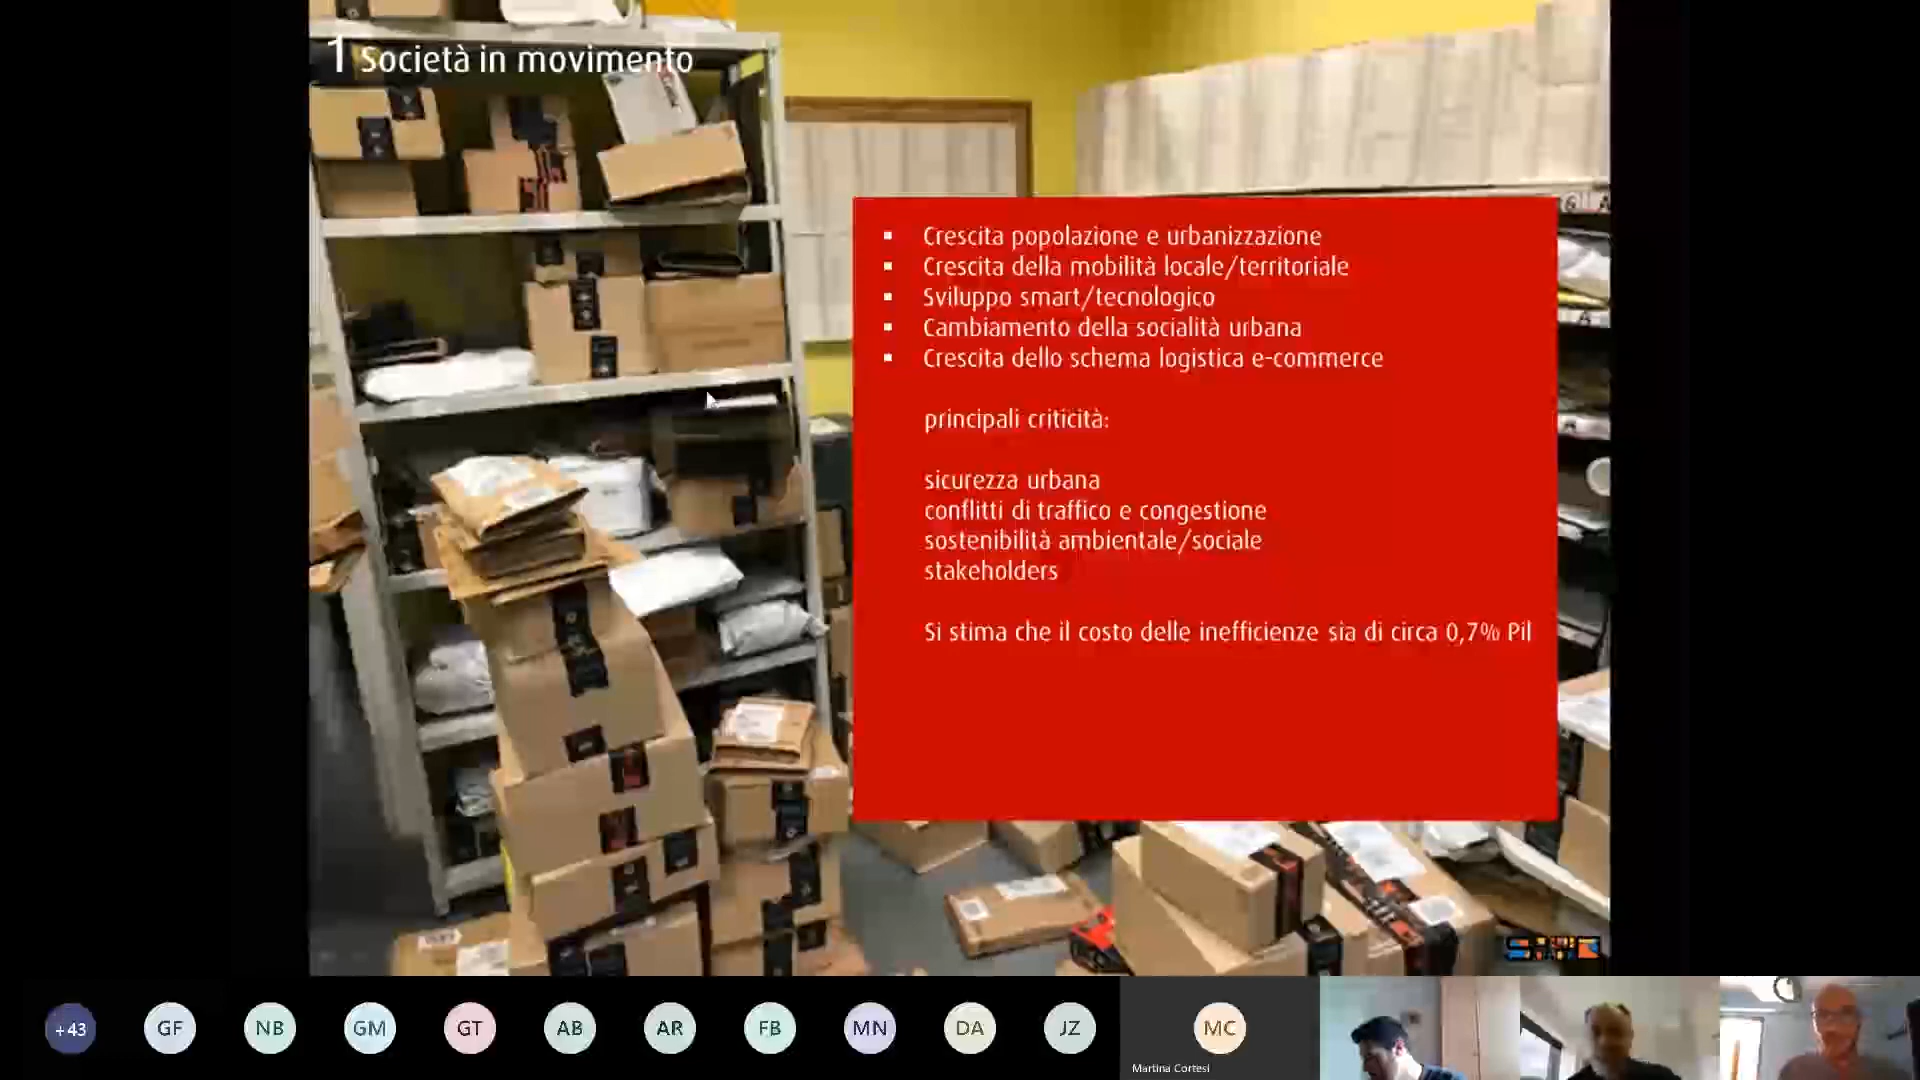 1 Società in movimento
▪ Crescita popolazione e urbanizzazione
▪ Crescita della mobilità locale/territoriale
▪ Sviluppo smart/tecnologico
▪ Cambiamento della socialità urbana
▪ Crescita dello schema logistica e-commerce
principali criticità:
sicurezza urbana
conflitti di traffico e congestione
sostenibilità ambientale/sociale
stakeholders
Si stima che il costo delle inefficienze sia di circa 0,7% Pil
+43
GF
NB
GM
GT
AB
AR
FB
MN
DA
JZ
MC
Martina Cortesi